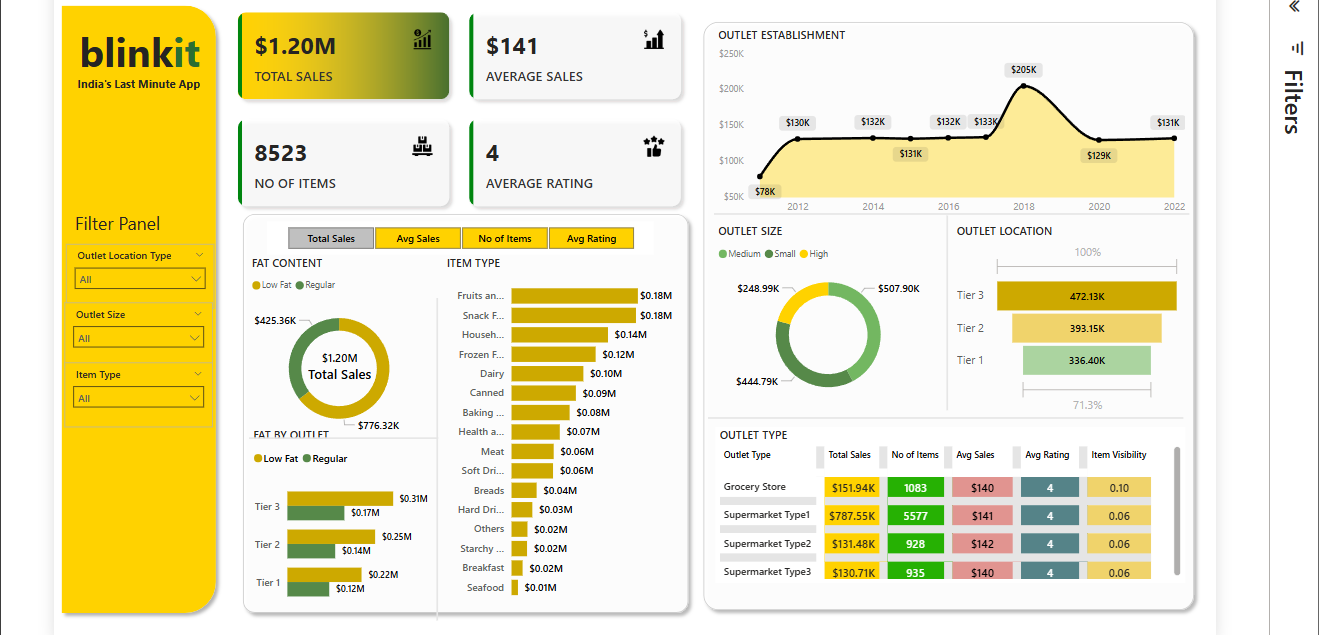 blinkit
India's Last Minute App
Filter Panel
Outlet Location Type
All
Outlet Size
All
Item Type
All
$1.20M
TOTAL SALES
$141
AVERAGE SALES
8523
NO OF ITEMS
4
AVERAGE RATING
Total Sales Avg Sales No of Items Avg Rating
FAT CONTENT
Low Fat Regular
$425.36K
$1.20M
Total Sales
$776.32K
FAT BY OUTLET
Low Fat Regular
Tier 3 $0.31M
$0.17M
Tier 2 $0.25M
$0.14M
Tier 1 $0.22M
$0.12M
ITEM TYPE
Fruits an... $0.18M
Snack F... $0.18M
Househ... $0.14M
Frozen F... $0.12M
Dairy $0.10M
Canned $0.09M
Baking ... $0.08M
Health a... $0.07M
Meat $0.06M
Soft Dri... $0.06M
Breads $0.04M
Hard Dri... $0.03M
Others $0.02M
Starchy ... $0.02M
Breakfast $0.02M
Seafood $0.01M
OUTLET ESTABLISHMENT
$250K
$200K
$150K
$100K
$50K
$78K
$130K
$132K
$131K
$132K
$133K
$205K
$129K
$131K
2012 2014 2016 2018 2020 2022
OUTLET SIZE
Medium Small High
$248.99K
$507.90K
$444.79K
OUTLET LOCATION
100%
Tier 3 472.13K
Tier 2 393.15K
Tier 1 336.40K
71.3%
OUTLET TYPE
Outlet Type Total Sales No of Items Avg Sales Avg Rating Item Visibility
Grocery Store $151.94K 1083 $140 4 0.10
Supermarket Type1 $787.55K 5577 $141 4 0.06
Supermarket Type2 $131.48K 928 $142 4 0.06
Supermarket Type3 $130.71K 935 $140 4 0.06
Filters